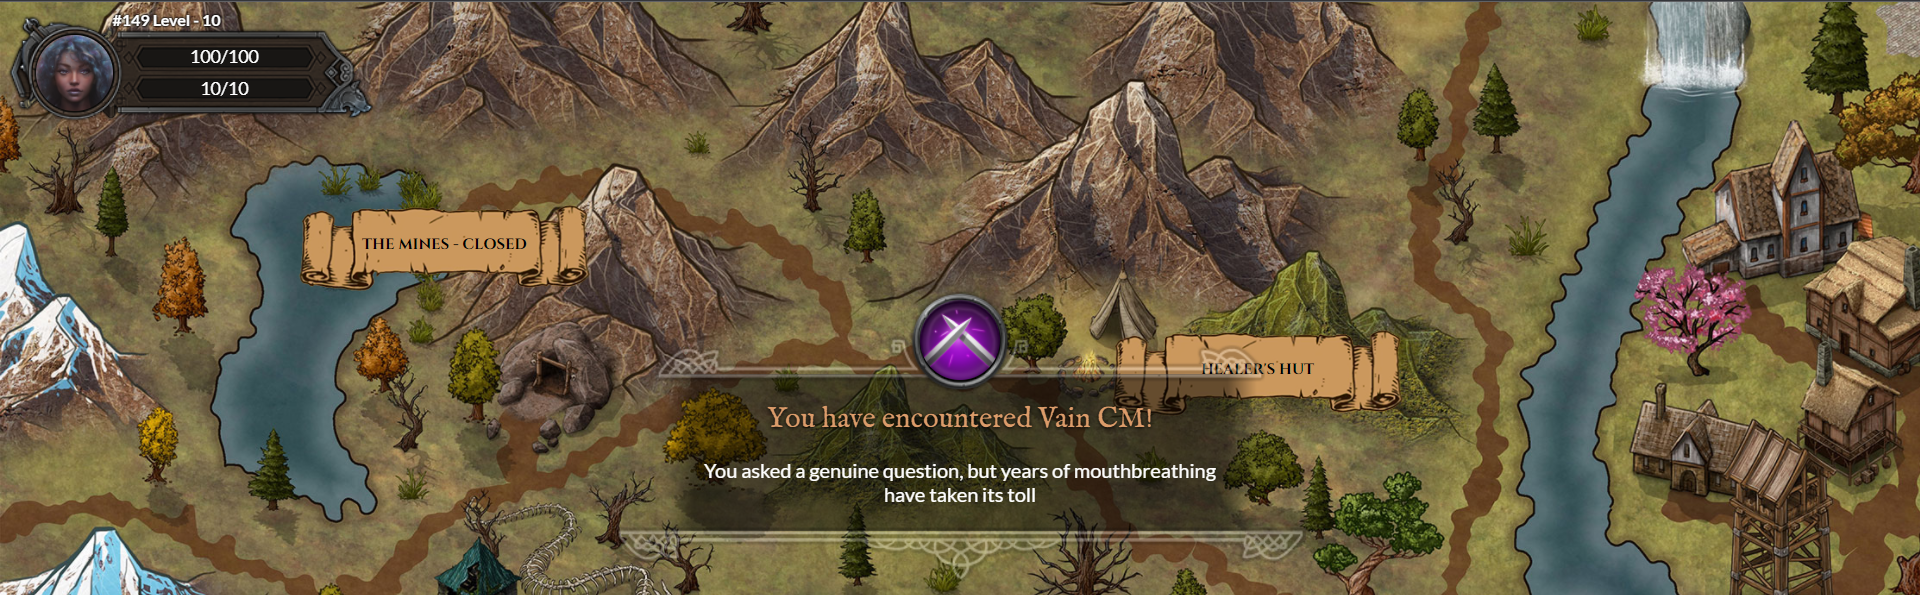 #149 Level - 10
100/100
10/10
THE MINES - CLOSED
HEALER'S HUT
You have encountered Vain CM!
You asked a genuine question, but years of mouthbreathing
have taken its toll